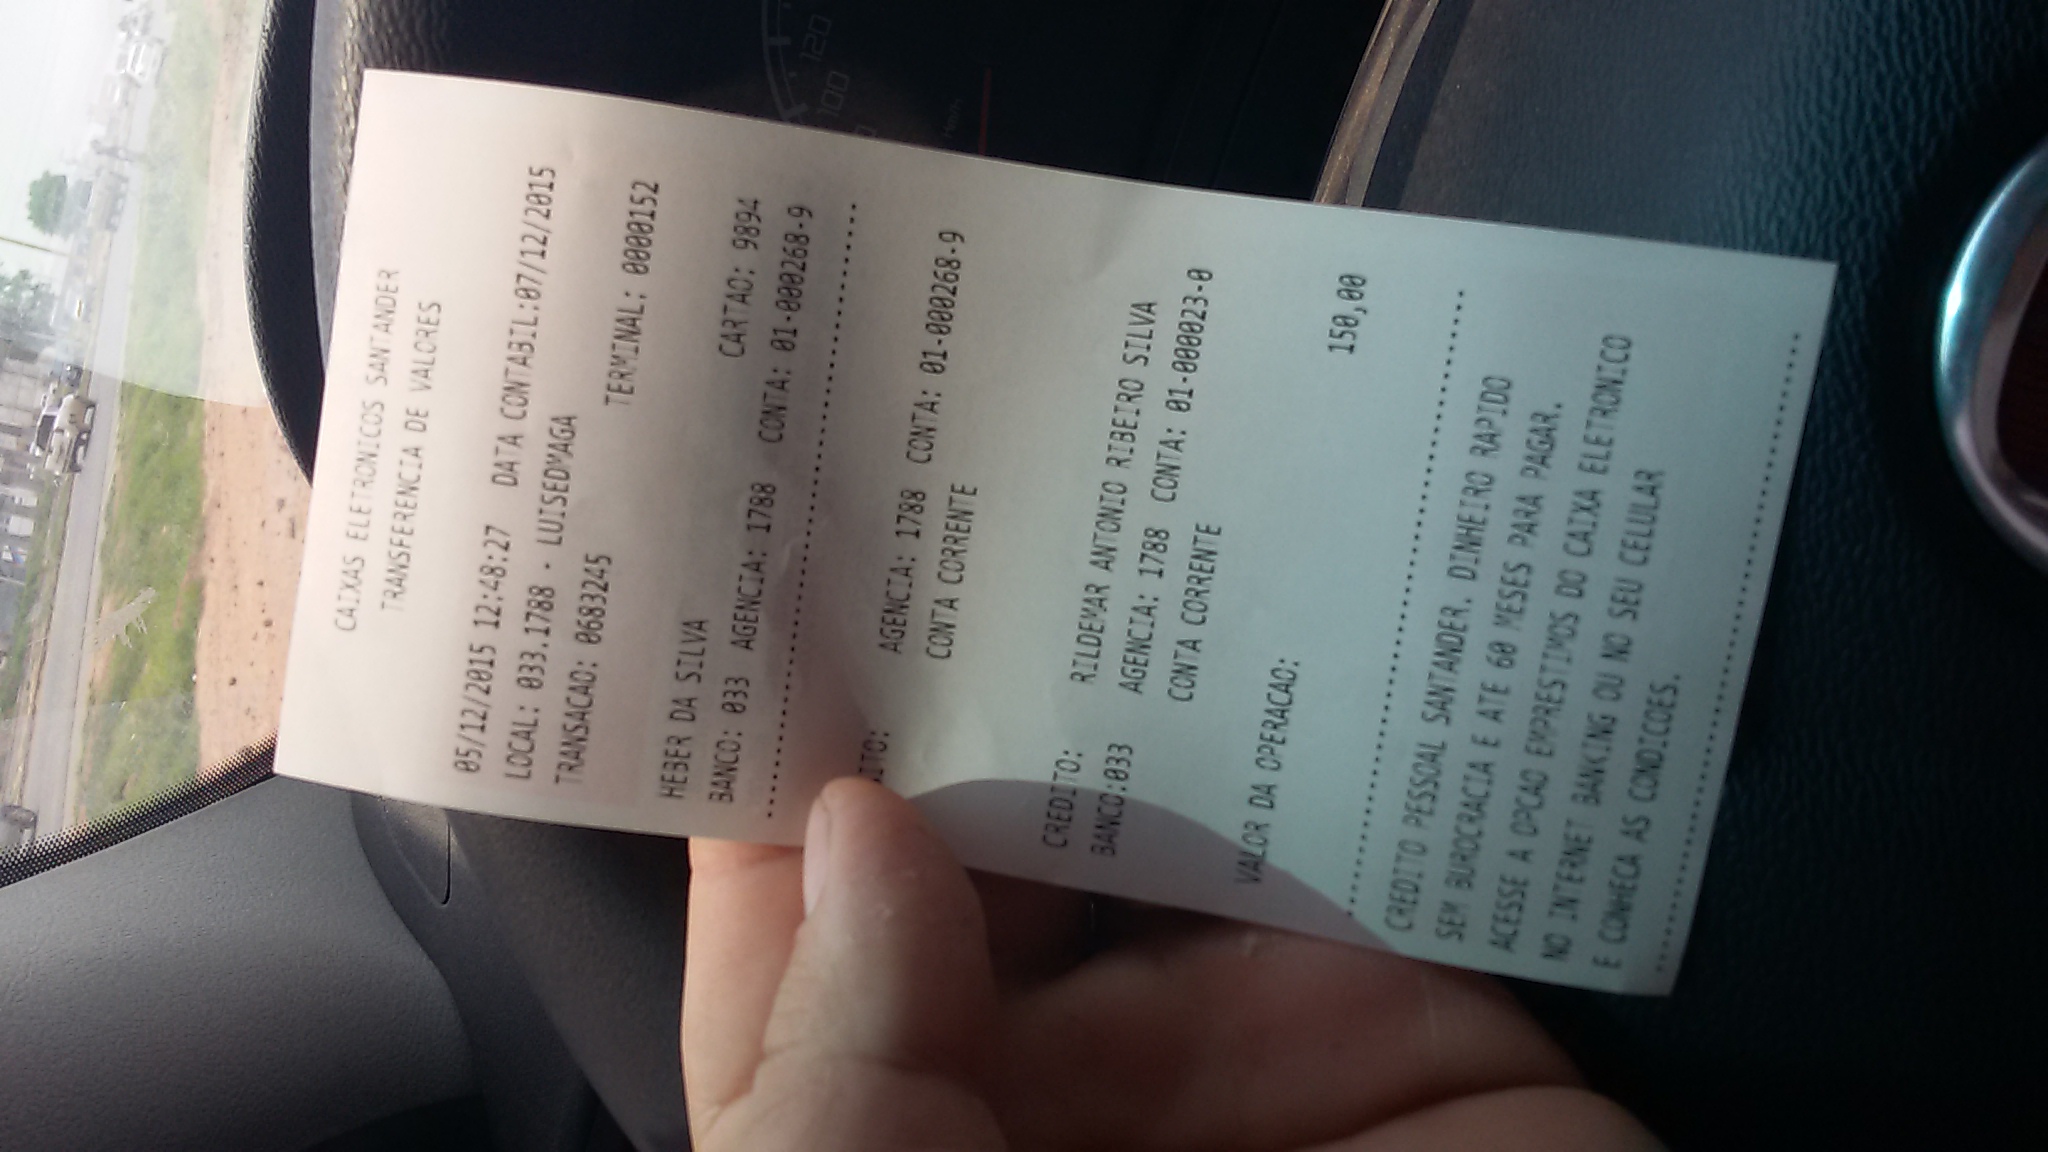 CAIXAS ELETRONICOS SANTANDER
TRANSFERENCIA DE VALORES
05/12/2015 12:48:27 DATA CONTABIL:07/12/2015
LOCAL: 033.1788 - LUISEDMAGA
TRANSACAO: 0683245 TERMINAL: 0000152
HEBER DA SILVA CARTAO: 9894
BANCO: 033 AGENCIA: 1788 CONTA: 01-000268-9
ITO: AGENCIA: 1788 CONTA: 01-000268-9
CONTA CORRENTE
CREDITO: RILDEMAR ANTONIO RIBEIRO SILVA
BANCO:033 AGENCIA: 1788 CONTA: 01-000023-0
CONTA CORRENTE
VALOR DA OPERACAO:
150,00
CREDITO PESSOAL SANTANDER. DINHEIRO RAPIDO
SEM BUROCRACIA E ATE 60 MESES PARA PAGAR.
ACESSE A OPCAO EMPRESTIMOS DO CAIXA ELETRONICO
NO INTERNET BANKING OU NO SEU CELULAR
E CONHECA AS CONDICOES.
120
100
Km/h